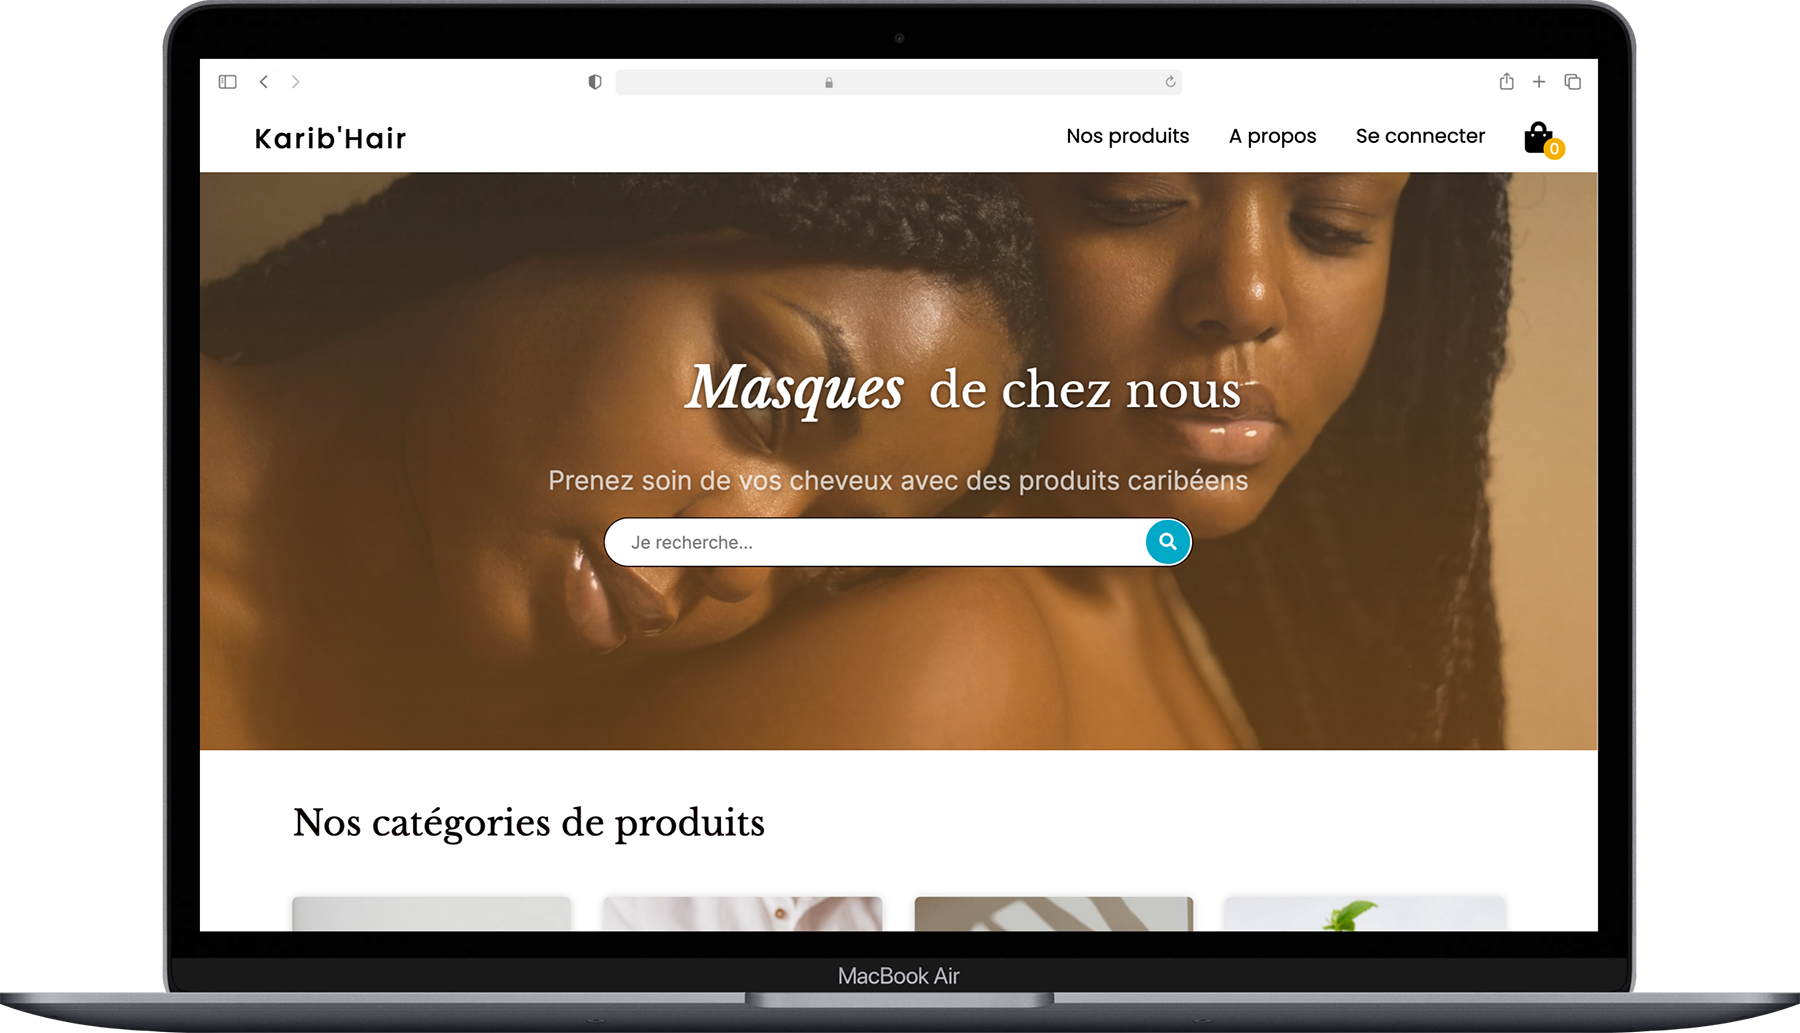 Karib'Hair
Nos produits
A propos
Se connecter
0
Masques de chez nous
Prenez soin de vos cheveux avec des produits caribéens
Je recherche...
Nos catégories de produits
MacBook Air